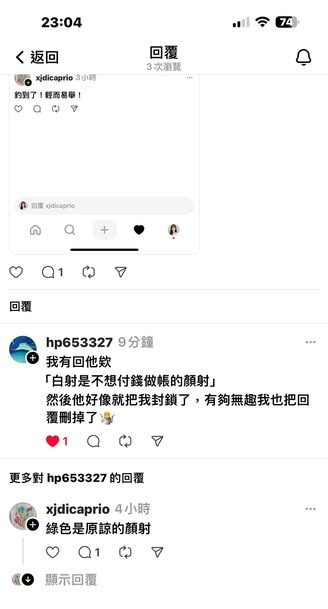 23:04
74
返回
回覆
3次瀏覽
xjdicaprio 3小時
釣到了！輕而易舉！
回覆 xjdicaprio
1
回覆
hp653327 9分鐘
我有回他欸
「白射是不想付錢做帳的顏射」
然後他好像就把我封鎖了，有夠無趣我也把回
覆刪掉了🤷
1
更多對 hp653327 的回覆
xjdicaprio 4小時
綠色是原諒的顏射
1
顯示回覆